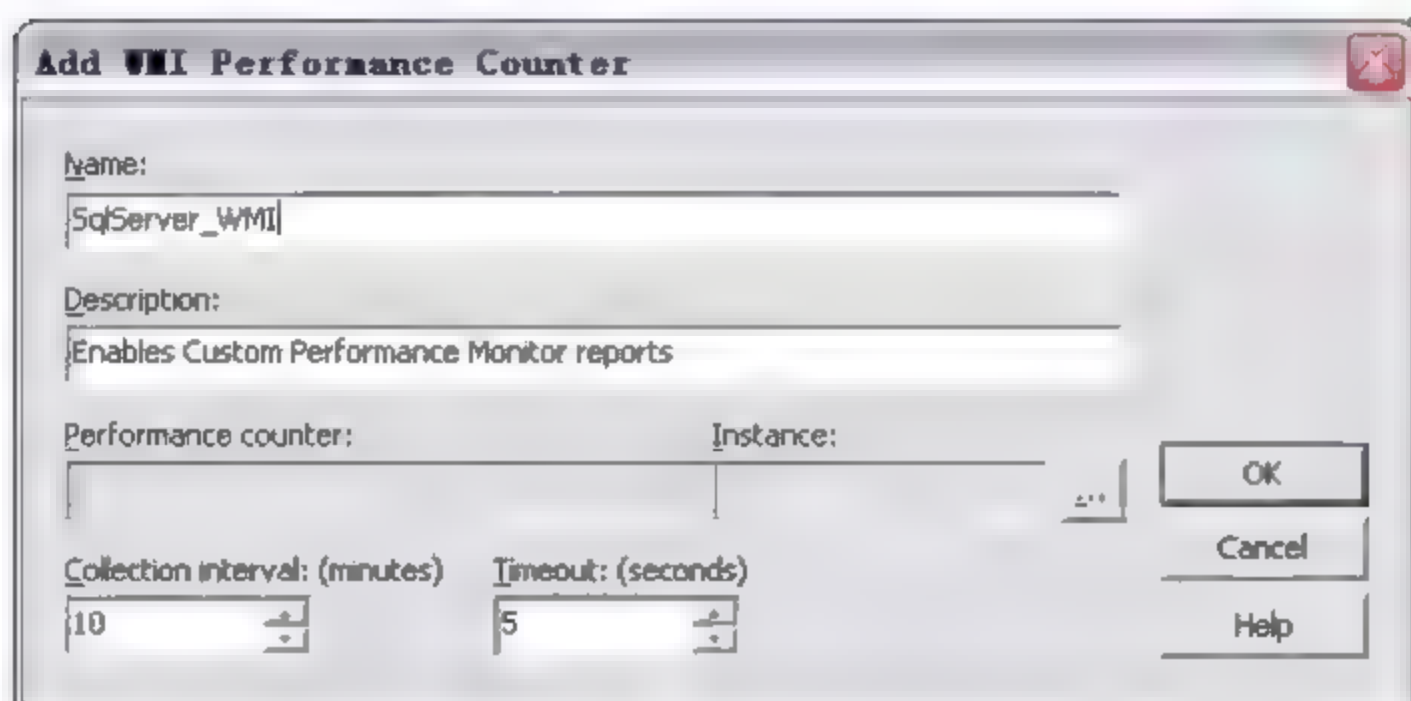 Add WMI Performance Counter
Name:
SqlServer_WMI
Description:
Enables Custom Performance Monitor reports
Performance counter: Instance:
...
OK
Cancel
Collection interval: (minutes) Timeout: (seconds)
10 5
Help